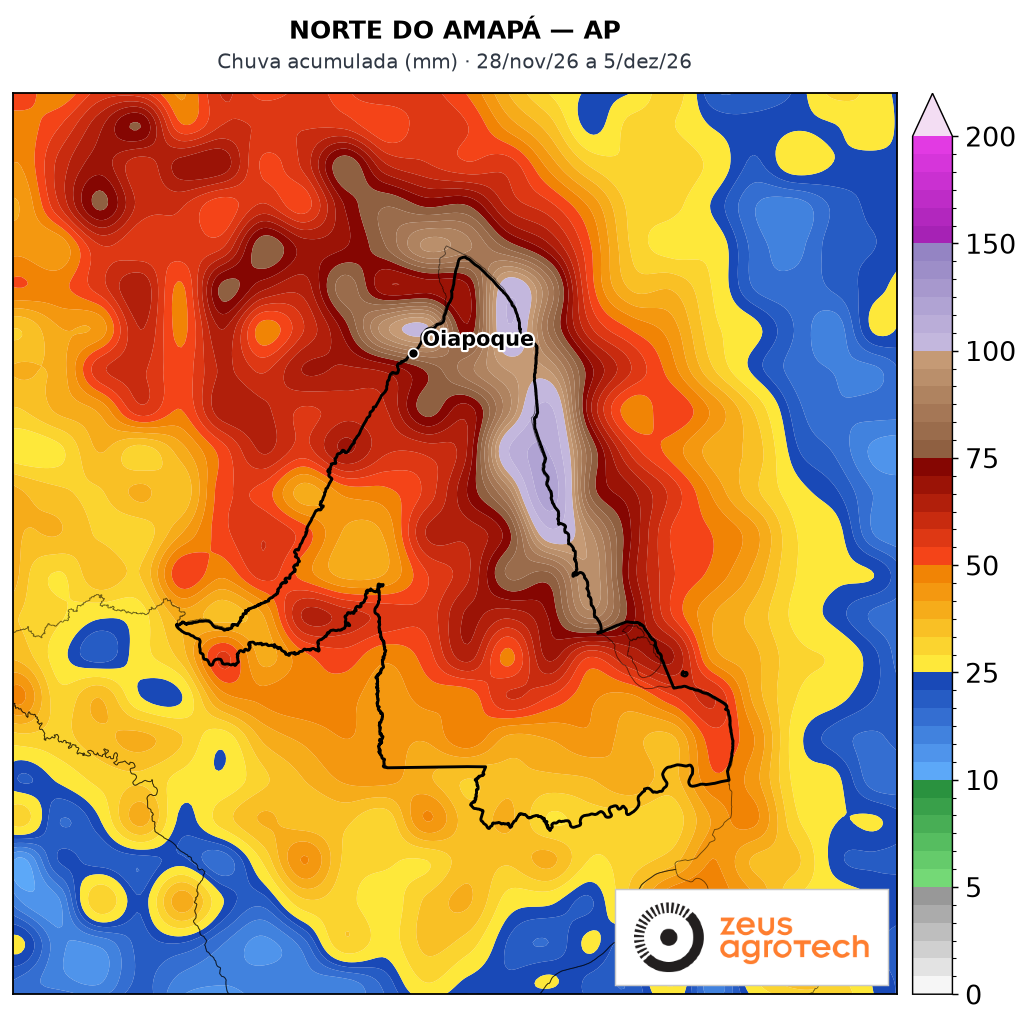 NORTE DO AMAPÁ — AP
Chuva acumulada (mm) · 28/nov/26 a 5/dez/26
200
150
100
75
50
25
10
5
0
Oiapoque
zeus
agrotech